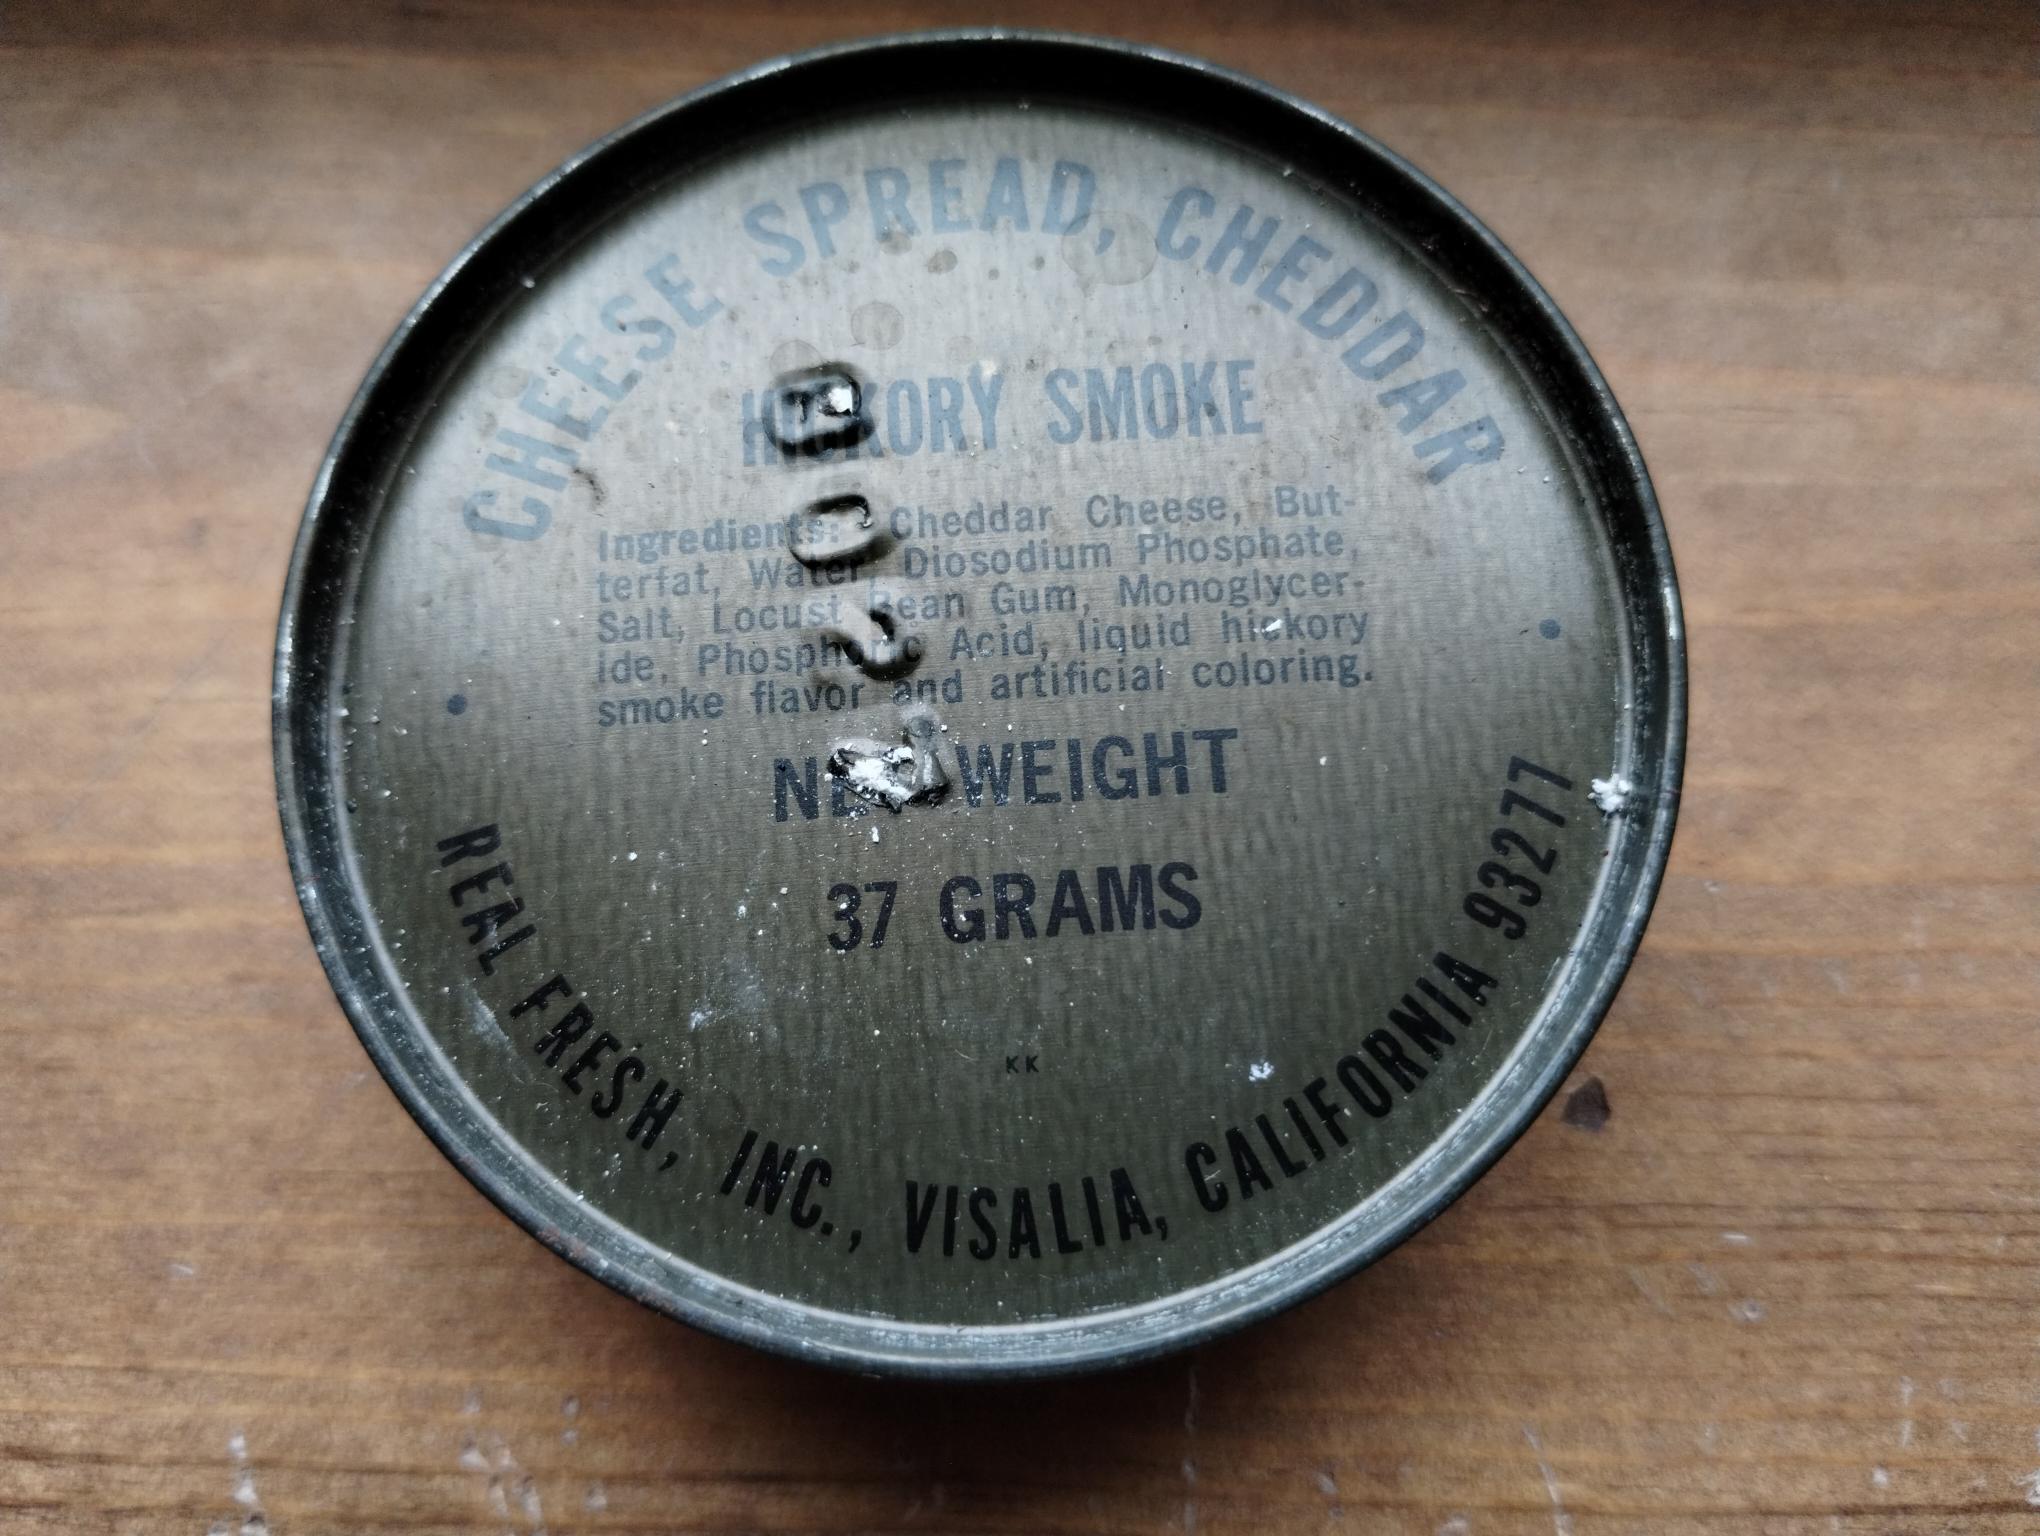 CHEESE SPREAD, CHEDDAR
HICKORY SMOKE
Ingredients: Cheddar Cheese, But-
terfat, Water, Diosodium Phosphate,
Salt, Locust Bean Gum, Monoglycer-
ide, Phosphoric Acid, liquid hickory
smoke flavor and artificial coloring.
NET WEIGHT
37 GRAMS
KK
REAL FRESH, INC., VISALIA, CALIFORNIA 93277